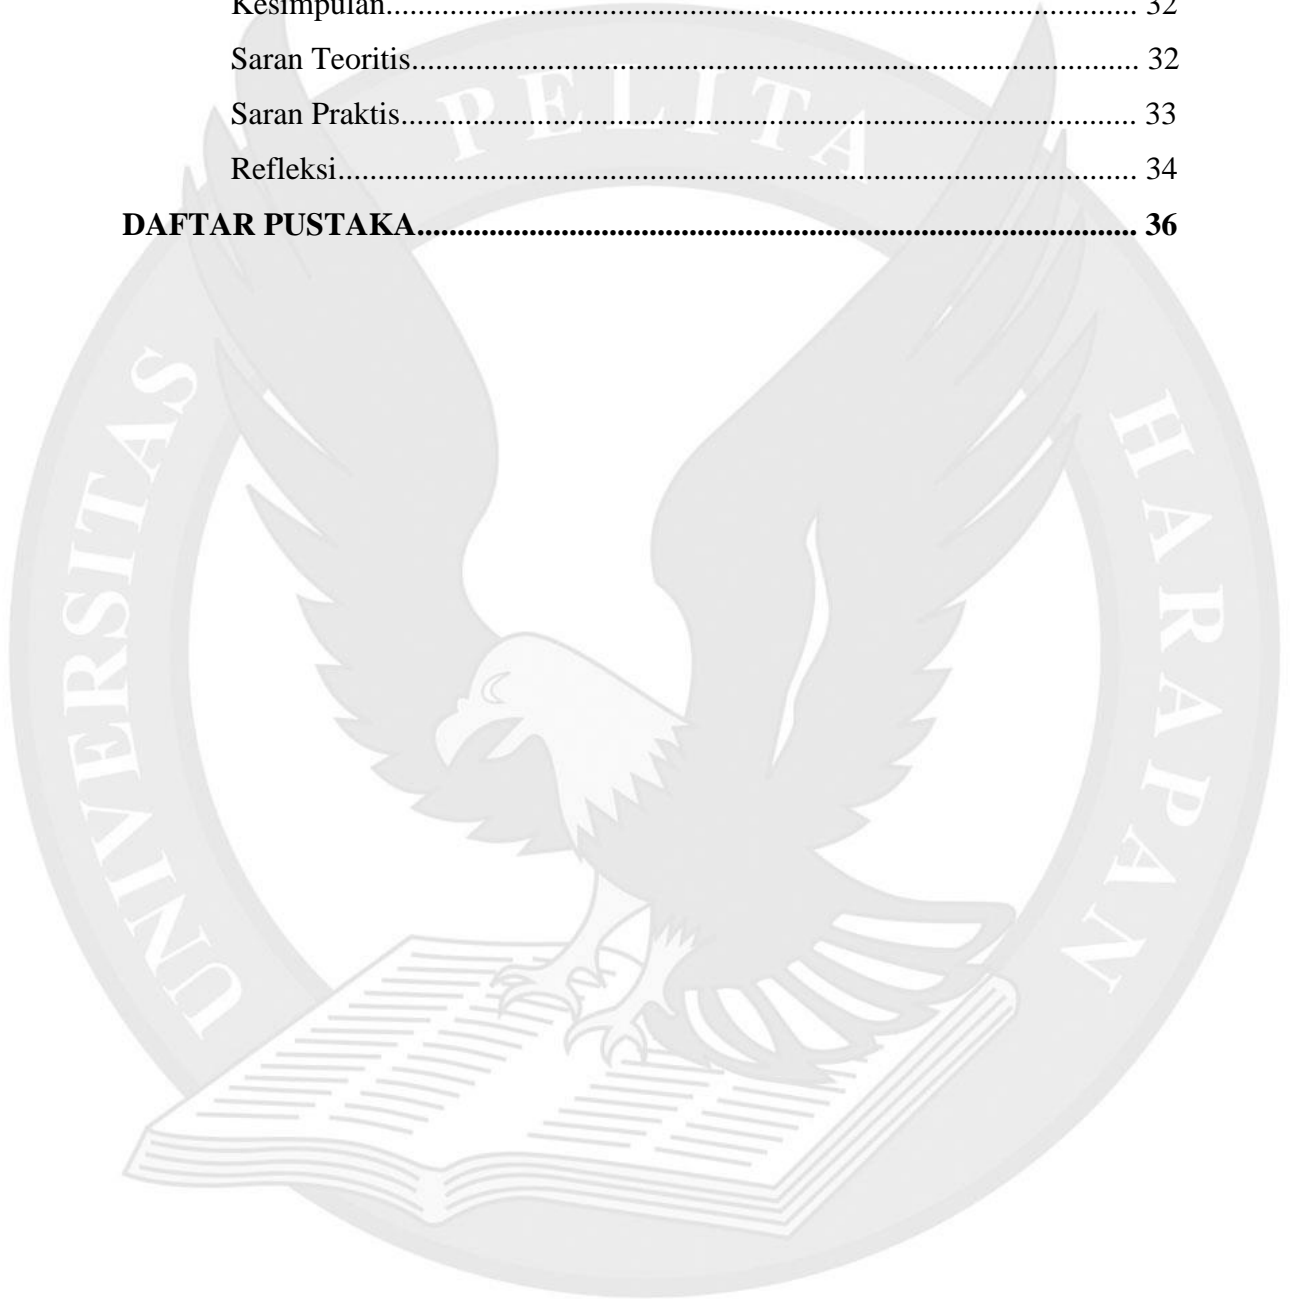 Kesimpulan........................................................................................... 32
Saran Teoritis........................................................................................ 32
Saran Praktis......................................................................................... 33
Refleksi................................................................................................. 34
DAFTAR PUSTAKA.......................................................................................... 36
UNIVERSITAS PELITA HARAPAN